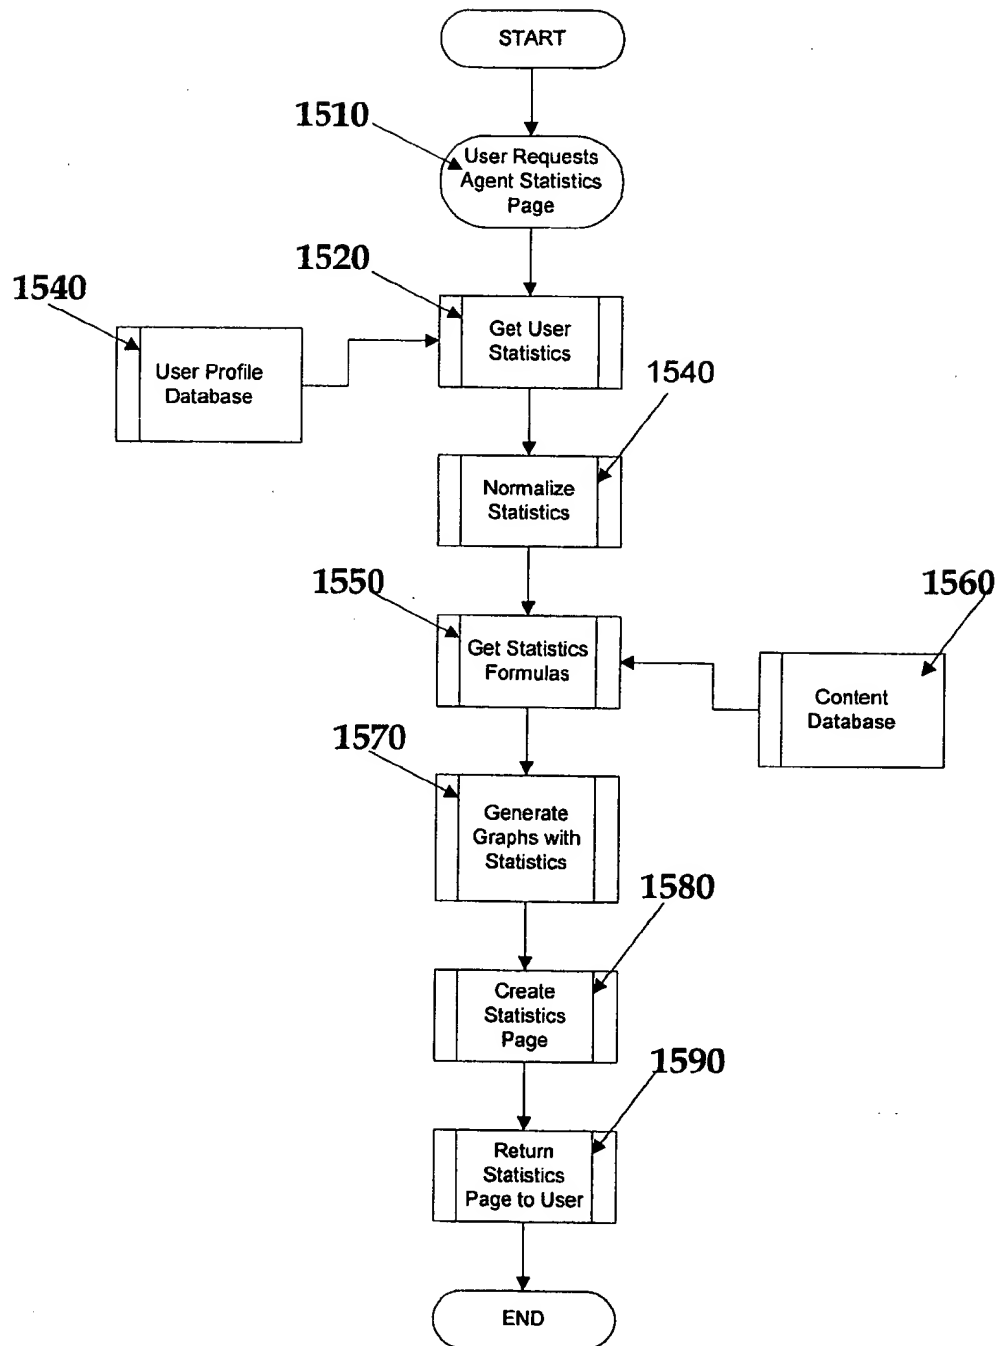 START
1510
User Requests
Agent Statistics
Page
1520
1540
Get User
Statistics
User Profile
Database
1540
Normalize
Statistics
1550
1560
Get Statistics
Formulas
Content
Database
1570
Generate
Graphs with
Statistics
1580
Create
Statistics
Page
1590
Return
Statistics
Page to User
END